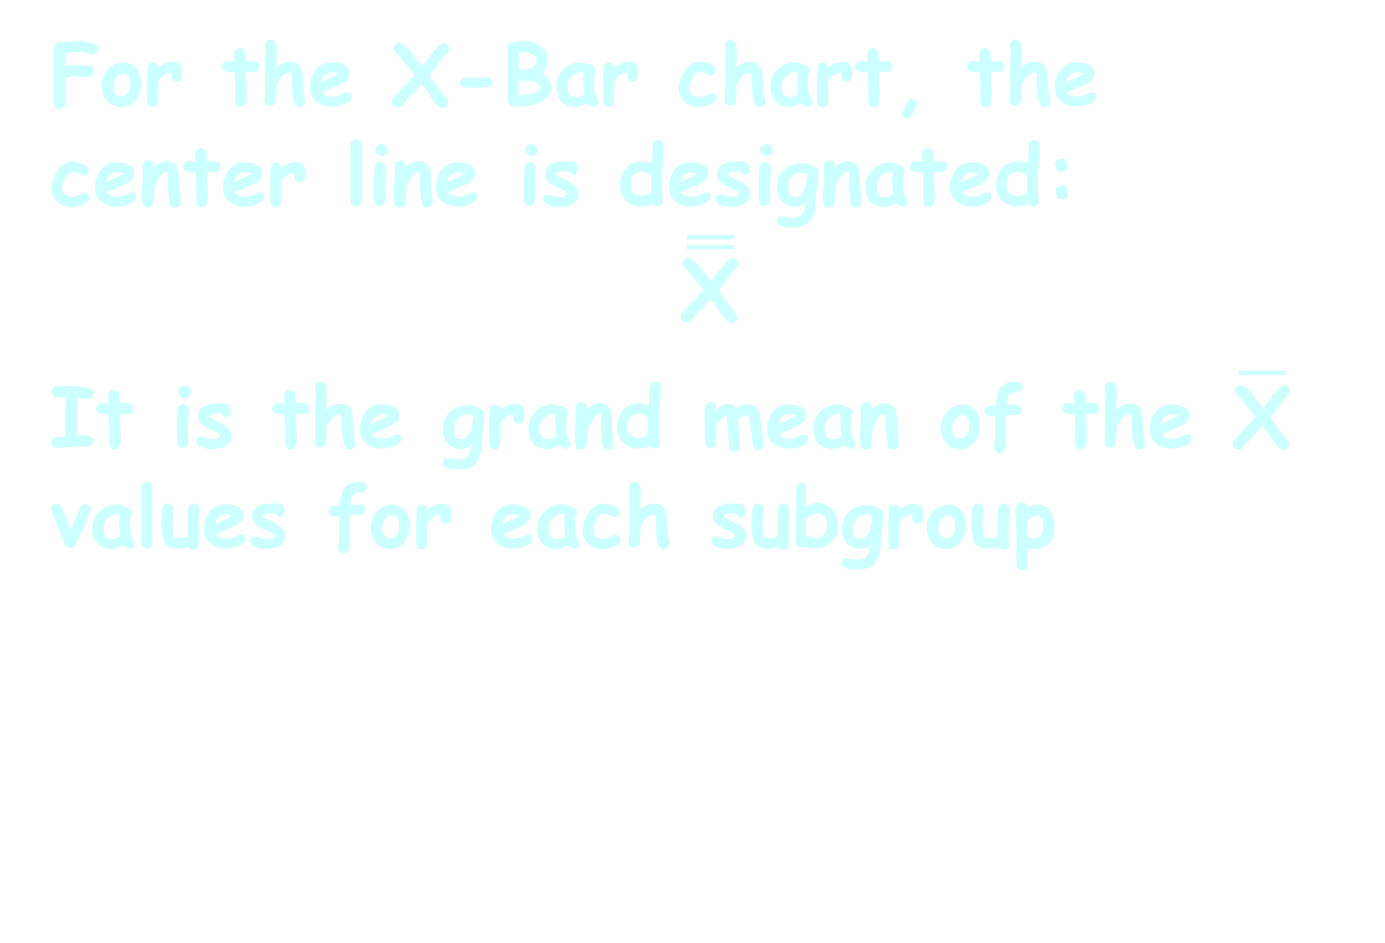 For the X-Bar chart, the
center line is designated:
X̿
It is the grand mean of the X̅
values for each subgroup